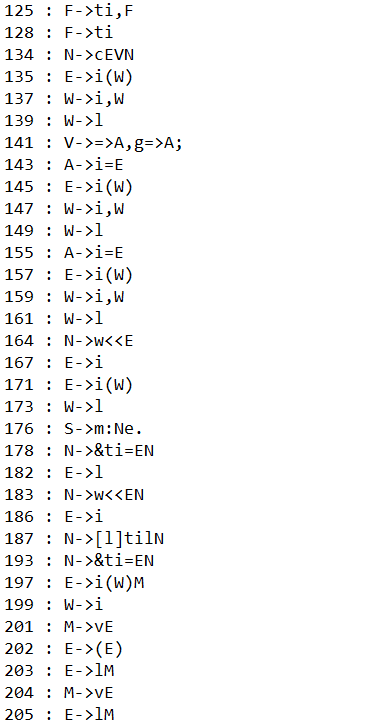 125 : F->ti,F
128 : F->ti
134 : N->cEVN
135 : E->i(W)
137 : W->i,W
139 : W->l
141 : V->=>A,g=>A;
143 : A->i=E
145 : E->i(W)
147 : W->i,W
149 : W->l
155 : A->i=E
157 : E->i(W)
159 : W->i,W
161 : W->l
164 : N->w<<E
167 : E->i
171 : E->i(W)
173 : W->l
176 : S->m:Ne.
178 : N->&ti=EN
182 : E->l
183 : N->w<<EN
186 : E->i
187 : N->[l]tilN
193 : N->&ti=EN
197 : E->i(W)M
199 : W->i
201 : M->vE
202 : E->(E)
203 : E->lM
204 : M->vE
205 : E->lM